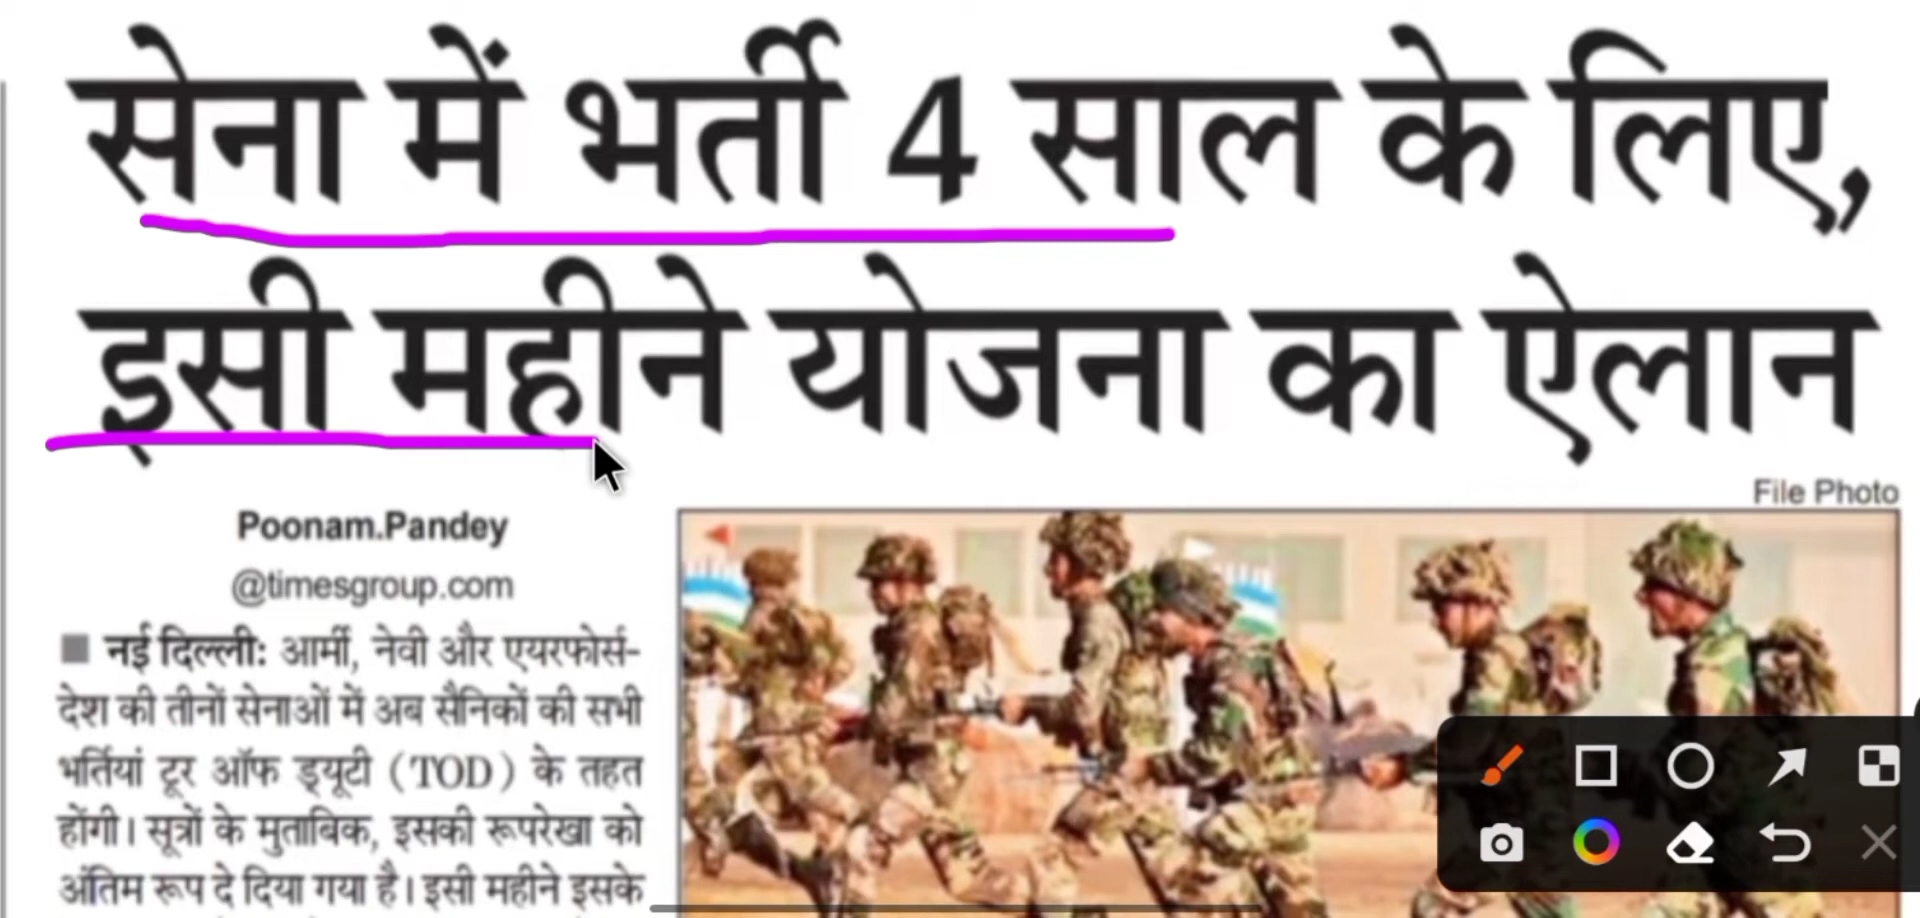 सेना में भर्ती 4 साल के लिए,
इसी महीने योजना का ऐलान
File Photo
Poonam.Pandey
@timesgroup.com
नई दिल्ली: आर्मी, नेवी और एयरफोर्स-
देश की तीनों सेनाओं में अब सैनिकों की सभी
भर्तियां टूर ऑफ ड्यूटी (TOD) के तहत
होंगी। सूत्रों के मुताबिक, इसकी रूपरेखा को
अंतिम रूप दे दिया गया है। इसी महीने इसके